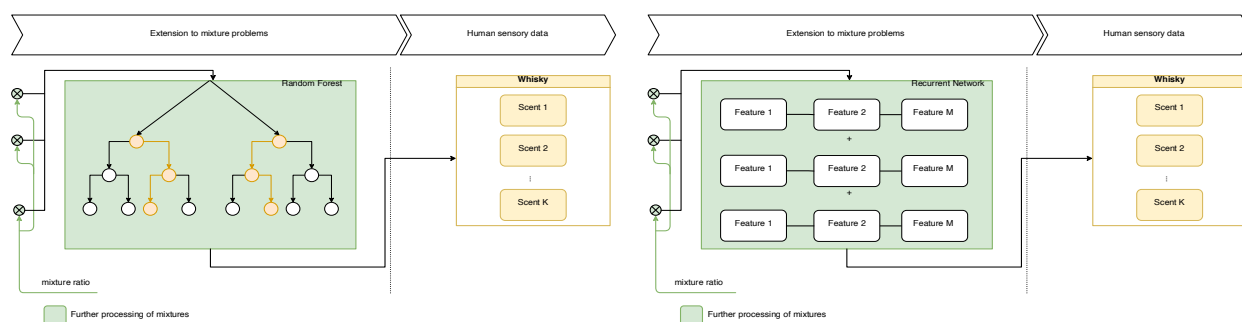 Extension to mixture problems
Human sensory data
Random Forest
Whisky
Scent 1
Scent 2
Scent K
mixture ratio
Further processing of mixtures
Extension to mixture problems
Human sensory data
Recurrent Network
Whisky
Feature 1 Feature 2 Feature M
+
Feature 1 Feature 2 Feature M
+
Feature 1 Feature 2 Feature M
Scent 1
Scent 2
Scent K
mixture ratio
Further processing of mixtures